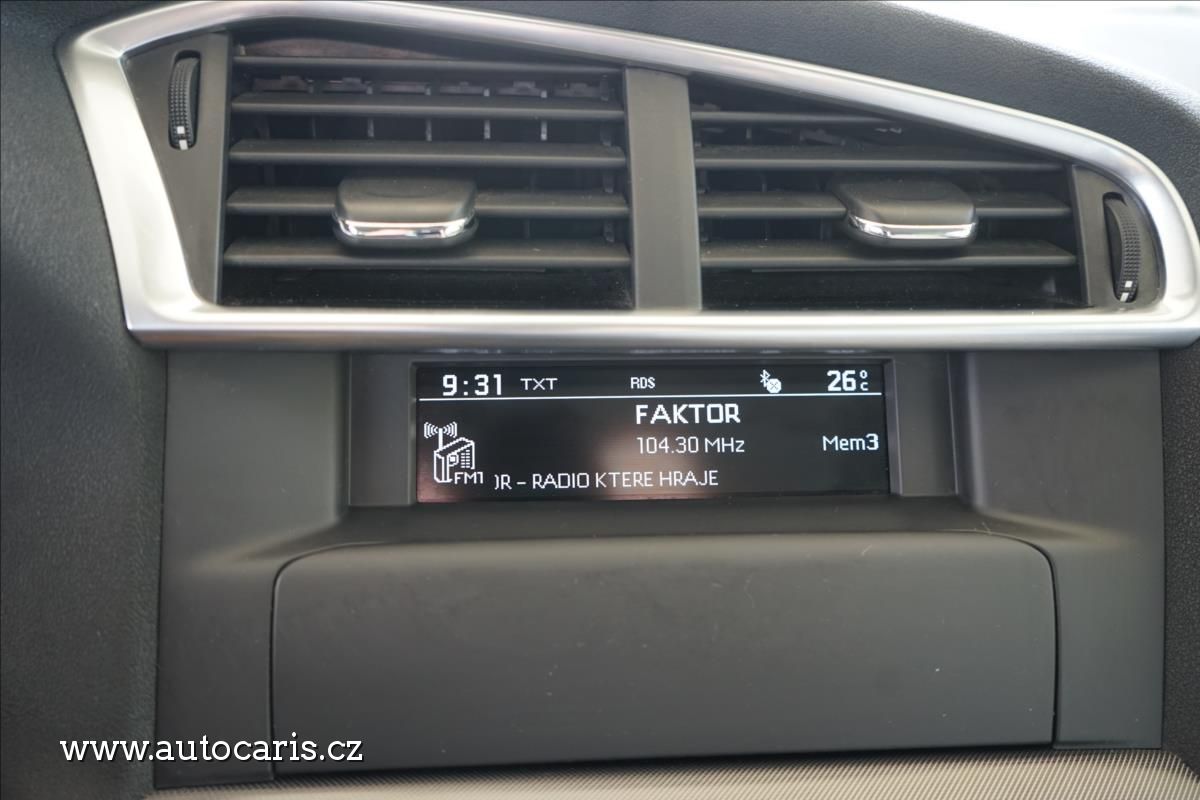 9:31 TXT RDS 26°C
FAKTOR
104.30 MHz Mem3
FM1 OR - RADIO KTERE HRAJE
www.autocaris.cz